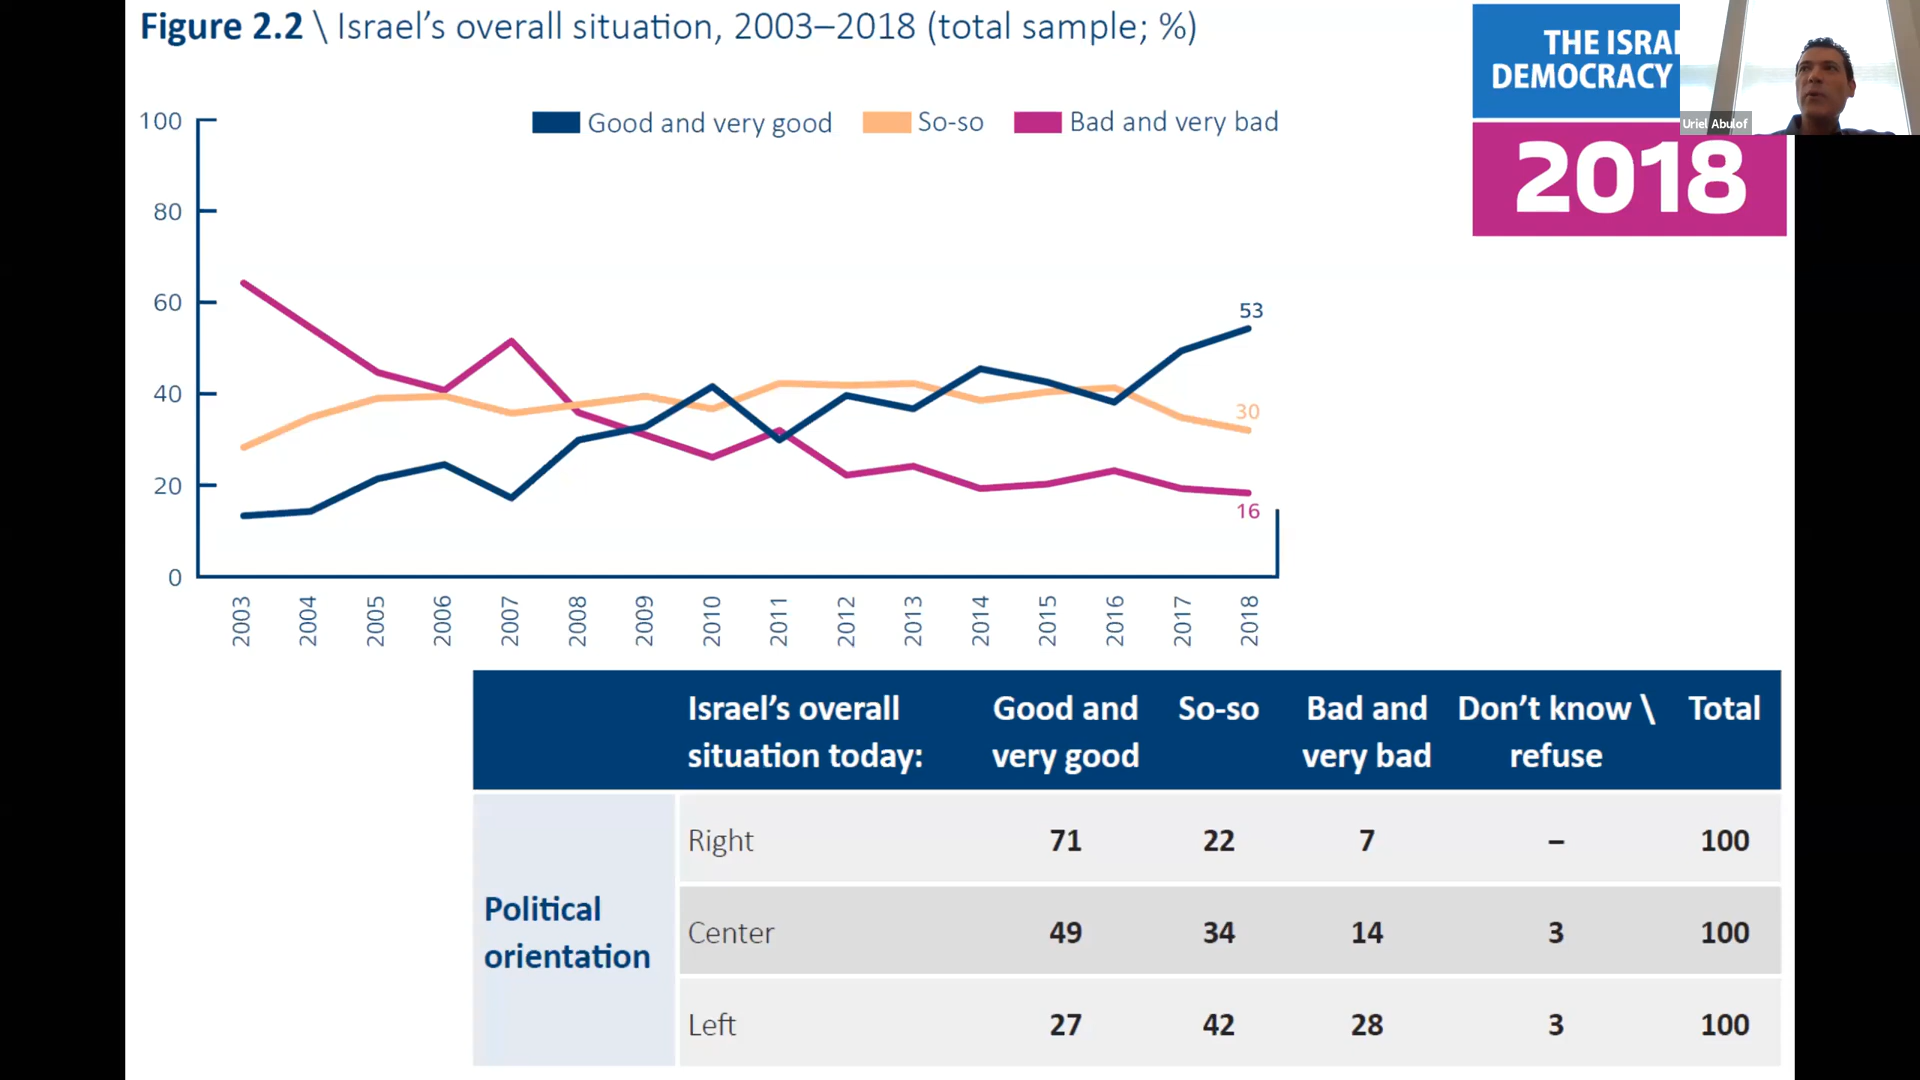 Figure 2.2 \ Israel’s overall situation, 2003–2018 (total sample; %)
THE ISRA
DEMOCRACY
2018
Uriel Abulof
Good and very good So-so Bad and very bad
100
80
60
40
20
0
53
30
16
2003 2004 2005 2006 2007 2008 2009 2010 2011 2012 2013 2014 2015 2016 2017 2018
Israel’s overall situation today: Good and very good So-so Bad and very bad Don’t know \ refuse Total
Political orientation
Right 71 22 7 – 100
Center 49 34 14 3 100
Left 27 42 28 3 100